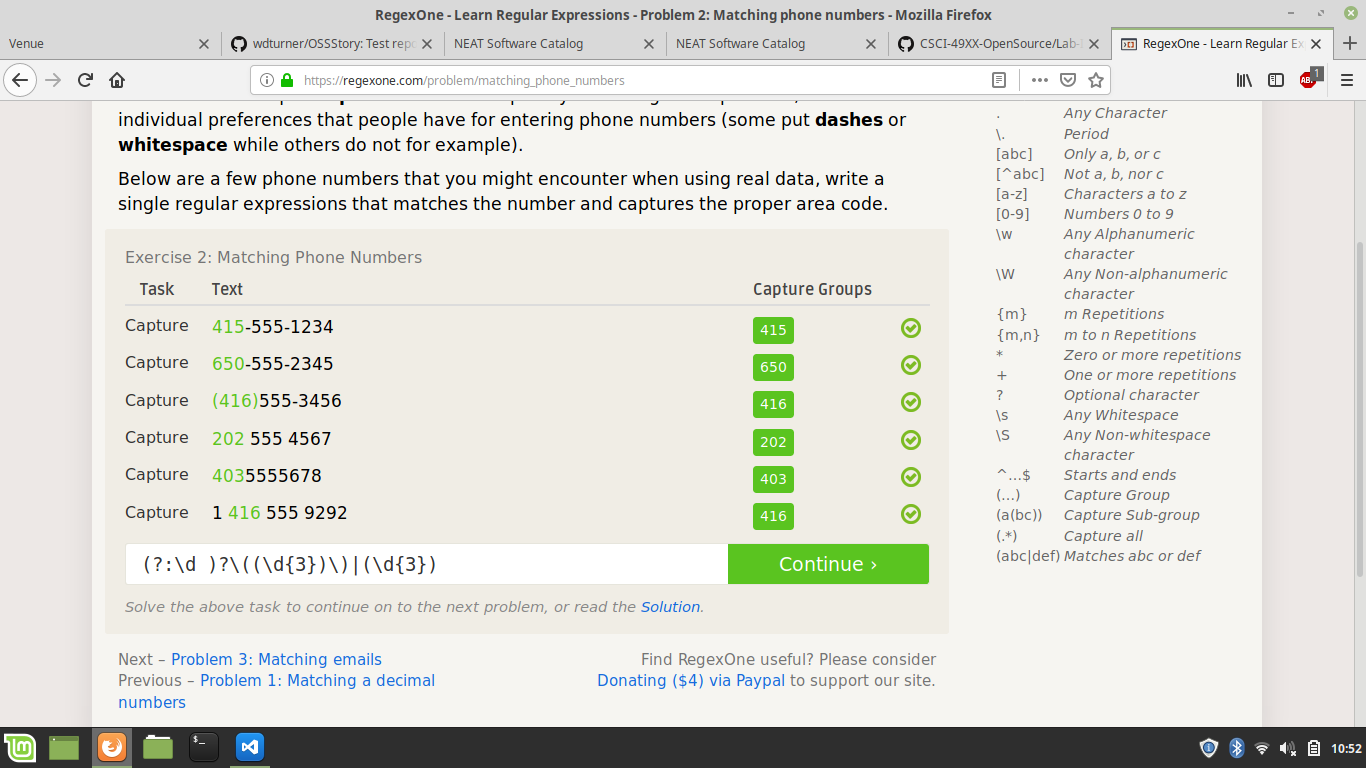 RegexOne - Learn Regular Expressions - Problem 2: Matching phone numbers - Mozilla Firefox
Venue
wdturner/OSSStory: Test repo
NEAT Software Catalog
NEAT Software Catalog
CSCI-49XX-OpenSource/Lab-
RegexOne - Learn Regular Ex
https://regexone.com/problem/matching_phone_numbers
ABP
1
individual preferences that people have for entering phone numbers (some put dashes or
whitespace while others do not for example).
Below are a few phone numbers that you might encounter when using real data, write a
single regular expressions that matches the number and captures the proper area code.
Exercise 2: Matching Phone Numbers
Task Text Capture Groups
Capture 415-555-1234 415
Capture 650-555-2345 650
Capture (416)555-3456 416
Capture 202 555 4567 202
Capture 4035555678 403
Capture 1 416 555 9292 416
(?:\d )?\((\d{3})\)|(\d{3}) Continue ›
Solve the above task to continue on to the next problem, or read the Solution.
Next – Problem 3: Matching emails
Previous – Problem 1: Matching a decimal
numbers
Find RegexOne useful? Please consider
Donating ($4) via Paypal to support our site.
. Any Character
\. Period
[abc] Only a, b, or c
[^abc] Not a, b, nor c
[a-z] Characters a to z
[0-9] Numbers 0 to 9
\w Any Alphanumeric
character
\W Any Non-alphanumeric
character
{m} m Repetitions
{m,n} m to n Repetitions
* Zero or more repetitions
+ One or more repetitions
? Optional character
\s Any Whitespace
\S Any Non-whitespace
character
^…$ Starts and ends
(…) Capture Group
(a(bc)) Capture Sub-group
(.*) Capture all
(abc|def) Matches abc or def
10:52